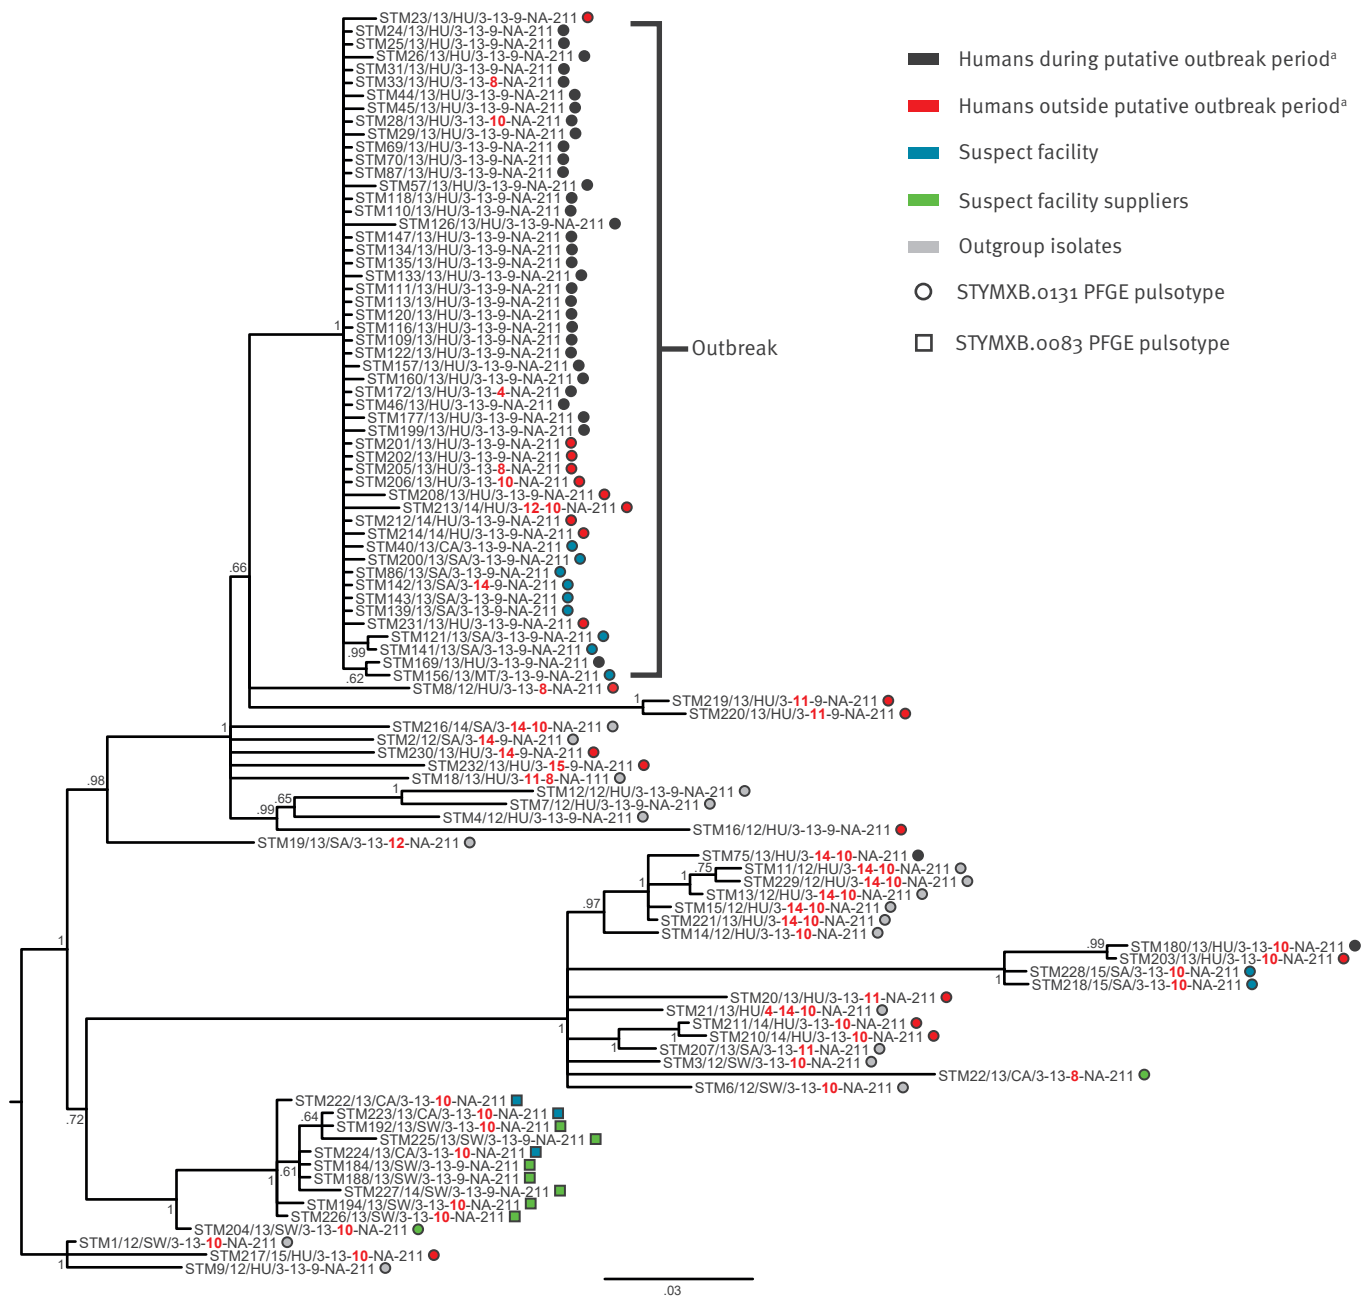 STM23/13/HU/3-13-9-NA-211
STM24/13/HU/3-13-9-NA-211
STM25/13/HU/3-13-9-NA-211
STM26/13/HU/3-13-9-NA-211
STM31/13/HU/3-13-9-NA-211
STM33/13/HU/3-13-8-NA-211
STM44/13/HU/3-13-9-NA-211
STM45/13/HU/3-13-9-NA-211
STM28/13/HU/3-13-10-NA-211
STM29/13/HU/3-13-9-NA-211
STM69/13/HU/3-13-9-NA-211
STM70/13/HU/3-13-9-NA-211
STM87/13/HU/3-13-9-NA-211
STM57/13/HU/3-13-9-NA-211
STM118/13/HU/3-13-9-NA-211
STM110/13/HU/3-13-9-NA-211
STM126/13/HU/3-13-9-NA-211
STM147/13/HU/3-13-9-NA-211
STM134/13/HU/3-13-9-NA-211
STM135/13/HU/3-13-9-NA-211
STM133/13/HU/3-13-9-NA-211
STM111/13/HU/3-13-9-NA-211
STM113/13/HU/3-13-9-NA-211
STM120/13/HU/3-13-9-NA-211
STM116/13/HU/3-13-9-NA-211
STM109/13/HU/3-13-9-NA-211
STM122/13/HU/3-13-9-NA-211
STM157/13/HU/3-13-9-NA-211
STM160/13/HU/3-13-9-NA-211
STM172/13/HU/3-13-4-NA-211
STM46/13/HU/3-13-9-NA-211
STM177/13/HU/3-13-9-NA-211
STM199/13/HU/3-13-9-NA-211
STM201/13/HU/3-13-9-NA-211
STM202/13/HU/3-13-9-NA-211
STM205/13/HU/3-13-8-NA-211
STM206/13/HU/3-13-10-NA-211
STM208/13/HU/3-13-9-NA-211
STM213/14/HU/3-12-10-NA-211
STM212/14/HU/3-13-9-NA-211
STM214/14/HU/3-13-9-NA-211
STM40/13/CA/3-13-9-NA-211
STM200/13/SA/3-13-9-NA-211
STM86/13/SA/3-13-9-NA-211
STM142/13/SA/3-14-9-NA-211
STM143/13/SA/3-13-9-NA-211
STM139/13/SA/3-13-9-NA-211
STM231/13/HU/3-13-9-NA-211
STM121/13/SA/3-13-9-NA-211
STM141/13/SA/3-13-9-NA-211
STM169/13/HU/3-13-9-NA-211
STM156/13/MT/3-13-9-NA-211
STM8/12/HU/3-13-8-NA-211
STM219/13/HU/3-11-9-NA-211
STM220/13/HU/3-11-9-NA-211
STM216/14/SA/3-14-10-NA-211
STM2/12/SA/3-14-9-NA-211
STM230/13/HU/3-14-9-NA-211
STM232/13/HU/3-15-9-NA-211
STM18/13/HU/3-11-8-NA-111
STM12/12/HU/3-13-9-NA-211
STM7/12/HU/3-13-9-NA-211
STM4/12/HU/3-13-9-NA-211
STM16/12/HU/3-13-9-NA-211
STM19/13/SA/3-13-12-NA-211
STM75/13/HU/3-14-10-NA-211
STM11/12/HU/3-14-10-NA-211
STM229/12/HU/3-14-10-NA-211
STM13/12/HU/3-14-10-NA-211
STM15/12/HU/3-14-10-NA-211
STM221/13/HU/3-14-10-NA-211
STM14/12/HU/3-13-10-NA-211
STM180/13/HU/3-13-10-NA-211
STM203/13/HU/3-13-10-NA-211
STM228/15/SA/3-13-10-NA-211
STM218/15/SA/3-13-10-NA-211
STM20/13/HU/3-13-11-NA-211
STM21/13/HU/4-14-10-NA-211
STM211/14/HU/3-13-10-NA-211
STM210/14/HU/3-13-10-NA-211
STM207/13/SA/3-13-11-NA-211
STM3/12/SW/3-13-10-NA-211
STM22/13/CA/3-13-8-NA-211
STM6/12/SW/3-13-10-NA-211
STM222/13/CA/3-13-10-NA-211
STM223/13/CA/3-13-10-NA-211
STM192/13/SW/3-13-10-NA-211
STM225/13/SW/3-13-9-NA-211
STM224/13/CA/3-13-10-NA-211
STM184/13/SW/3-13-9-NA-211
STM188/13/SW/3-13-9-NA-211
STM227/14/SW/3-13-9-NA-211
STM194/13/SW/3-13-10-NA-211
STM226/13/SW/3-13-10-NA-211
STM204/13/SW/3-13-10-NA-211
STM1/12/SW/3-13-10-NA-211
STM217/15/HU/3-13-10-NA-211
STM9/12/HU/3-13-9-NA-211
1
.66
.99
.62
1
1
.98
1
.65
.99
1
.75
1
1
.97
.99
1
1
1
1
.72
.64
.61
1
1
1
.03
Outbreak
Humans during putative outbreak periodª
Humans outside putative outbreak periodª
Suspect facility
Suspect facility suppliers
Outgroup isolates
STYMXB.0131 PFGE pulsotype
STYMXB.0083 PFGE pulsotype